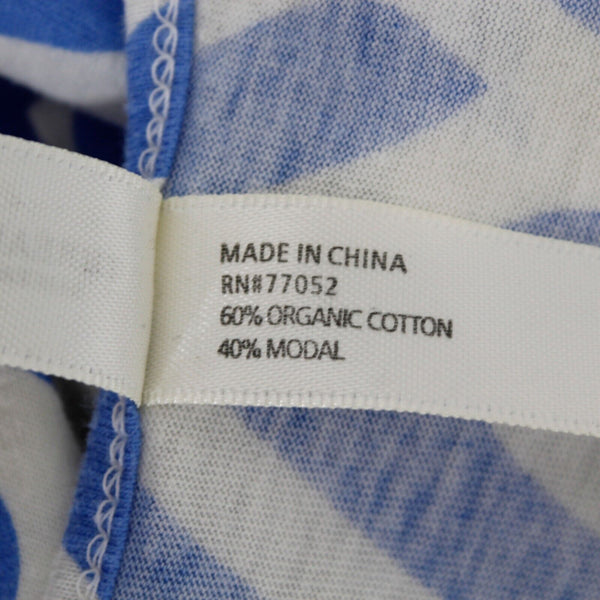 MADE IN CHINA
RN#77052
60% ORGANIC COTTON
40% MODAL